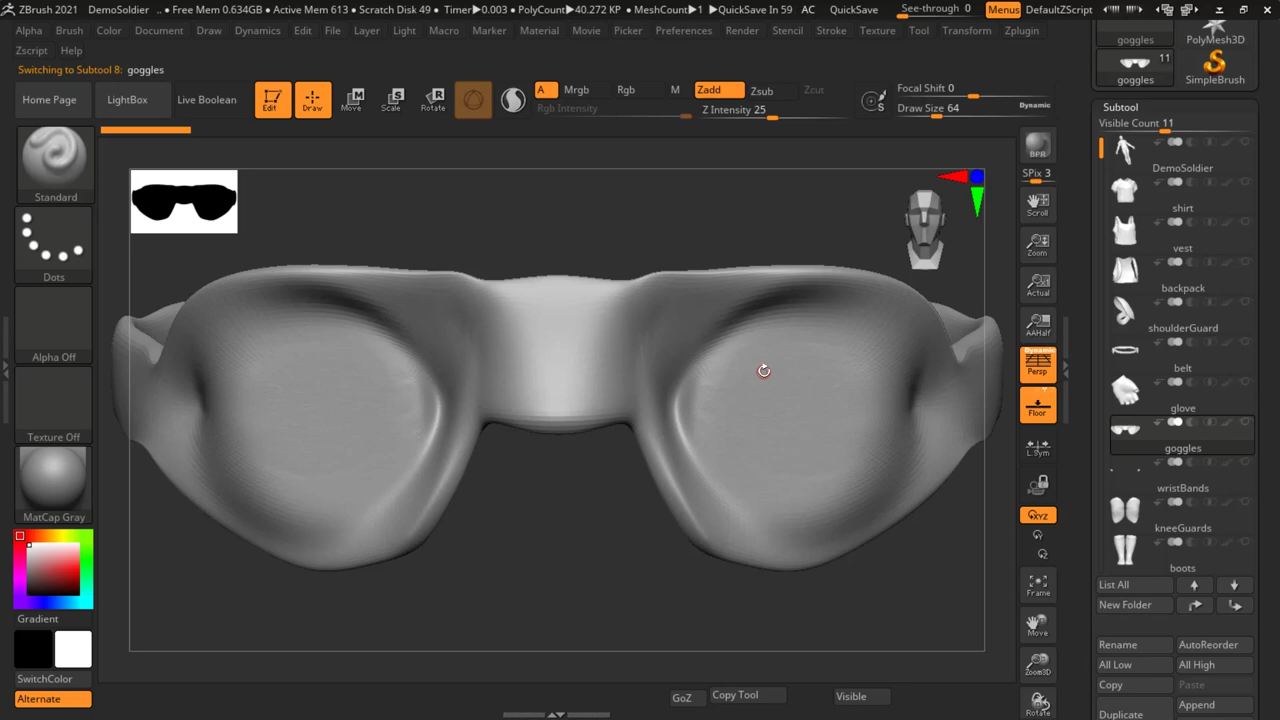 ZBrush 2021 DemoSoldier .. • Free Mem 0.634GB • Active Mem 613 • Scratch Disk 49 • Timer▶0.003 • PolyCount▶40.272 KP • MeshCount▶1 ▶QuickSave In 59 AC QuickSave See-through 0 Menus DefaultZScript
Alpha Brush Color Document Draw Dynamics Edit File Layer Light Macro Marker Material Movie Picker Preferences Render Stencil Stroke Texture Tool Transform Zplugin
Zscript Help
Switching to Subtool 8: goggles
Home Page LightBox Live Boolean Edit Draw Move Scale Rotate A Mrgb Rgb M Zadd Zsub Zcut Focal Shift 0
Rgb Intensity Z Intensity 25 Draw Size 64 Dynamic
Standard
Dots
Alpha Off
Texture Off
MatCap Gray
Gradient
SwitchColor
Alternate
BPR
SPix 3
Scroll
Zoom
Actual
AAHalf
Dynamic
Persp
Floor
L.Sym
XYZ
Frame
Move
Zoom3D
Rotate
GoZ Copy Tool Visible
goggles PolyMesh3D
11
goggles SimpleBrush
Subtool
Visible Count 11
DemoSoldier
shirt
vest
backpack
shoulderGuard
belt
glove
goggles
wristBands
kneeGuards
boots
List All
New Folder
Rename AutoReorder
All Low All High
Copy Paste
Duplicate Append